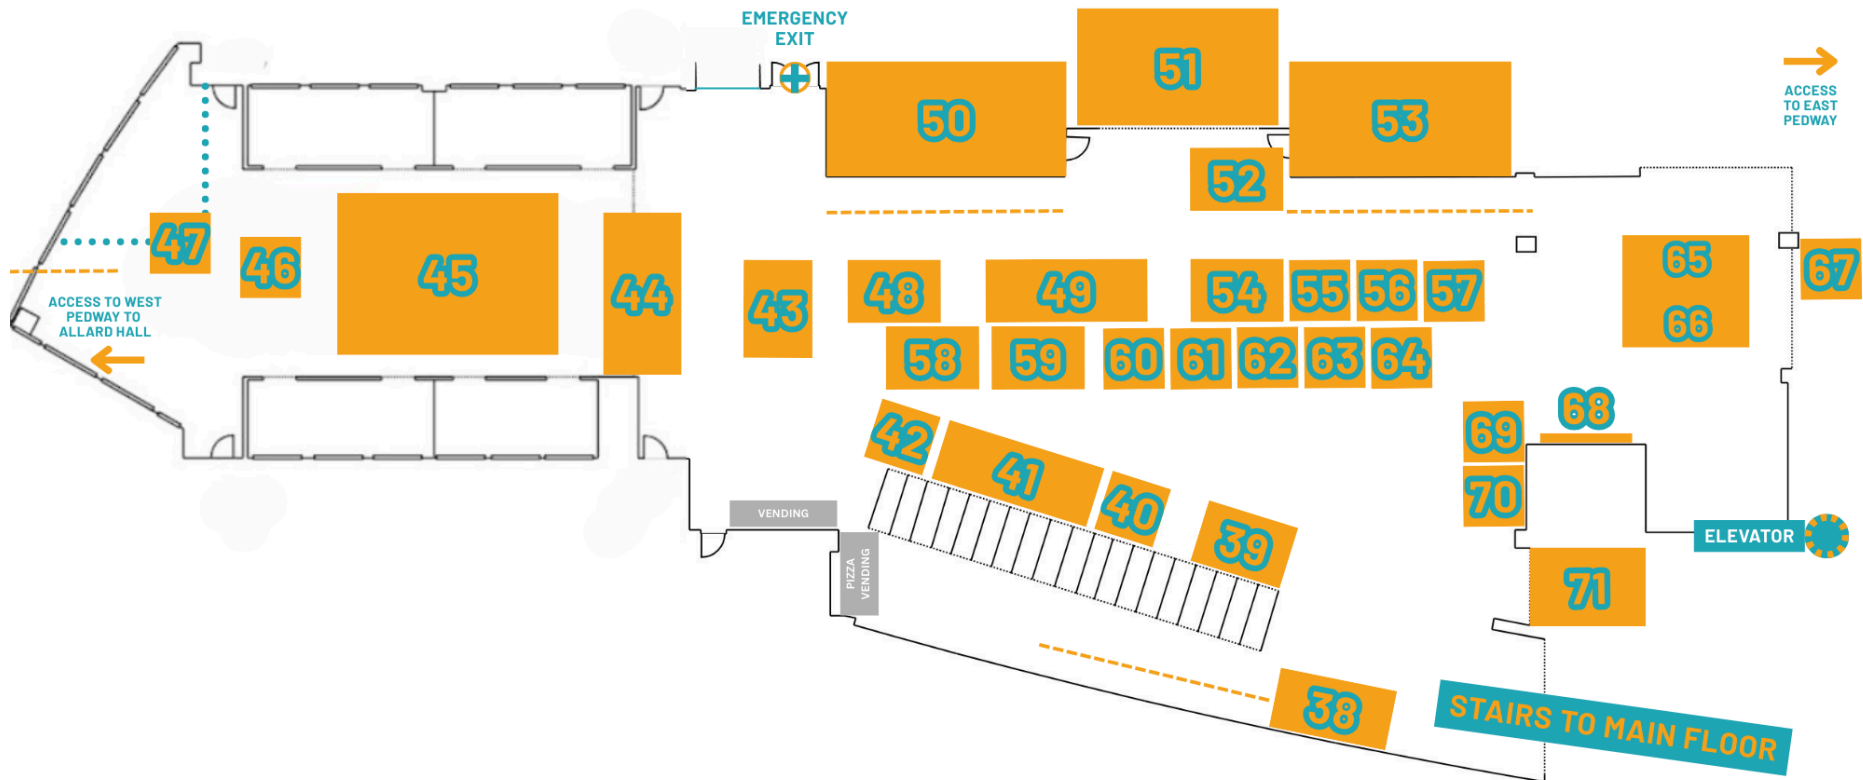 EMERGENCY
EXIT
51
50
53
ACCESS
TO EAST
PEDWAY
52
47
46
45
44
43
48
49
54
55
56
57
65
66
67
ACCESS TO WEST
PEDWAY TO
ALLARD HALL
58
59
60
61
62
63
64
42
41
40
39
69
68
70
VENDING
PIZZA
VENDING
ELEVATOR
71
38
STAIRS TO MAIN FLOOR